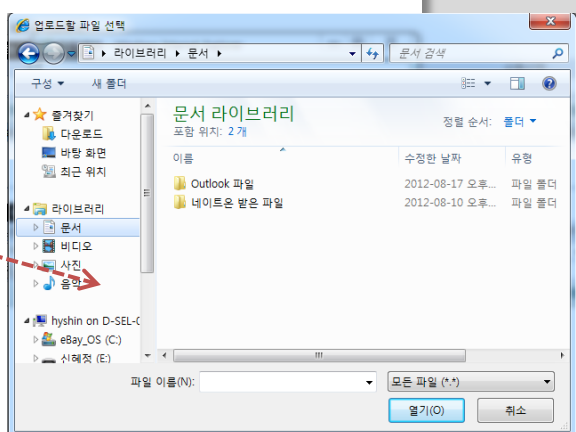 업로드할 파일 선택
라이브러리 ▸ 문서 ▸
문서 검색
구성 ▼ 새 폴더
즐겨찾기
다운로드
바탕 화면
최근 위치
라이브러리
문서
비디오
사진
음악
hyshin on D-SEL-
eBay_OS (C:)
신혜정 (E:)
문서 라이브러리
포함 위치: 2개
정렬 순서: 폴더 ▼
이름 수정한 날짜 유형
Outlook 파일 2012-08-17 오후... 파일 폴더
네이트온 받은 파일 2012-08-10 오후... 파일 폴더
파일 이름(N): 모든 파일 (*.*)
열기(O) 취소